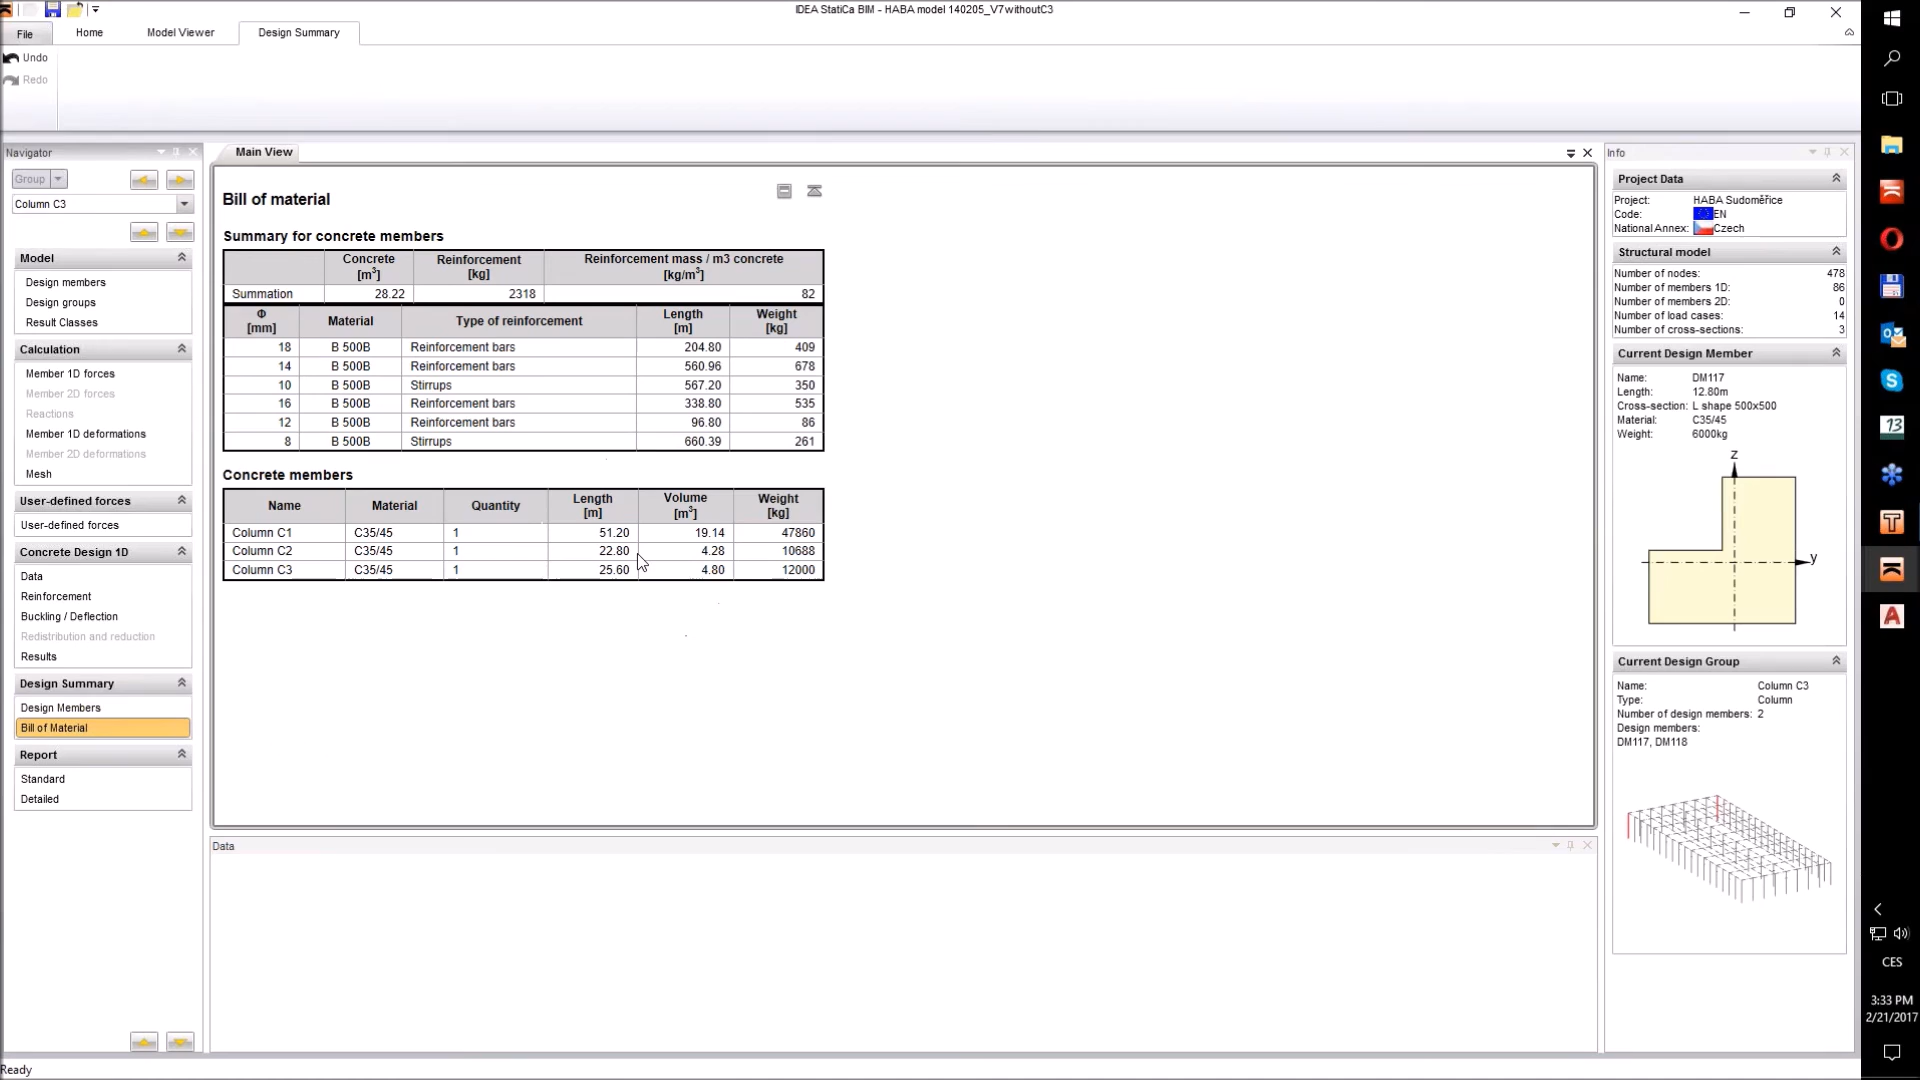 IDEA StatiCa BIM - HABA model 140205_V7withoutC3
File Home Model Viewer Design Summary
Undo
Redo
Navigator
Group
Column C3
Model
Design members
Design groups
Result Classes
Calculation
Member 1D forces
Member 2D forces
Reactions
Member 1D deformations
Member 2D deformations
Mesh
User-defined forces
User-defined forces
Concrete Design 1D
Data
Reinforcement
Buckling / Deflection
Redistribution and reduction
Results
Design Summary
Design Members
Bill of Material
Report
Standard
Detailed
Main View
Bill of material
Summary for concrete members
Concrete [m³] Reinforcement [kg] Reinforcement mass / m3 concrete [kg/m³]
Summation 28.22 2318 82
Φ [mm] Material Type of reinforcement Length [m] Weight [kg]
18 B 500B Reinforcement bars 204.80 409
14 B 500B Reinforcement bars 560.96 678
10 B 500B Stirrups 567.20 350
16 B 500B Reinforcement bars 338.80 535
12 B 500B Reinforcement bars 96.80 86
8 B 500B Stirrups 660.39 261
Concrete members
Name Material Quantity Length [m] Volume [m³] Weight [kg]
Column C1 C35/45 1 51.20 19.14 47860
Column C2 C35/45 1 22.80 4.28 10688
Column C3 C35/45 1 25.60 4.80 12000
Data
Info
Project Data
Project: HABA Sudoměřice
Code: EN
National Annex: Czech
Structural model
Number of nodes: 478
Number of members 1D: 86
Number of members 2D: 0
Number of load cases: 14
Number of cross-sections: 3
Current Design Member
Name: DM117
Length: 12.80m
Cross-section: L shape 500x500
Material: C35/45
Weight: 6000kg
z
y
Current Design Group
Name: Column C3
Type: Column
Number of design members: 2
Design members:
DM117, DM118
13
T
A
CES
3:33 PM
2/21/2017
Ready